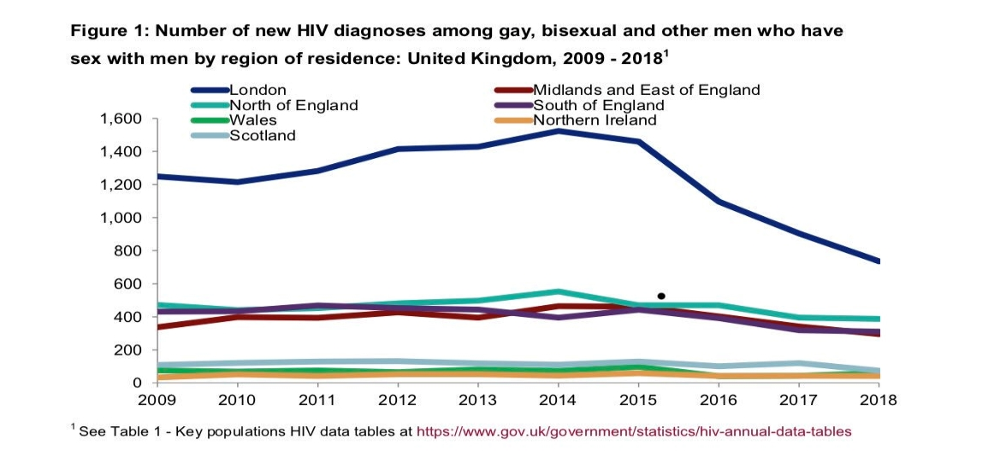 Figure 1: Number of new HIV diagnoses among gay, bisexual and other men who have
sex with men by region of residence: United Kingdom, 2009 - 2018¹
London
Midlands and East of England
North of England
South of England
Wales
Northern Ireland
Scotland
1,600
1,400
1,200
1,000
800
600
400
200
0
2009 2010 2011 2012 2013 2014 2015 2016 2017 2018
¹ See Table 1 - Key populations HIV data tables at https://www.gov.uk/government/statistics/hiv-annual-data-tables